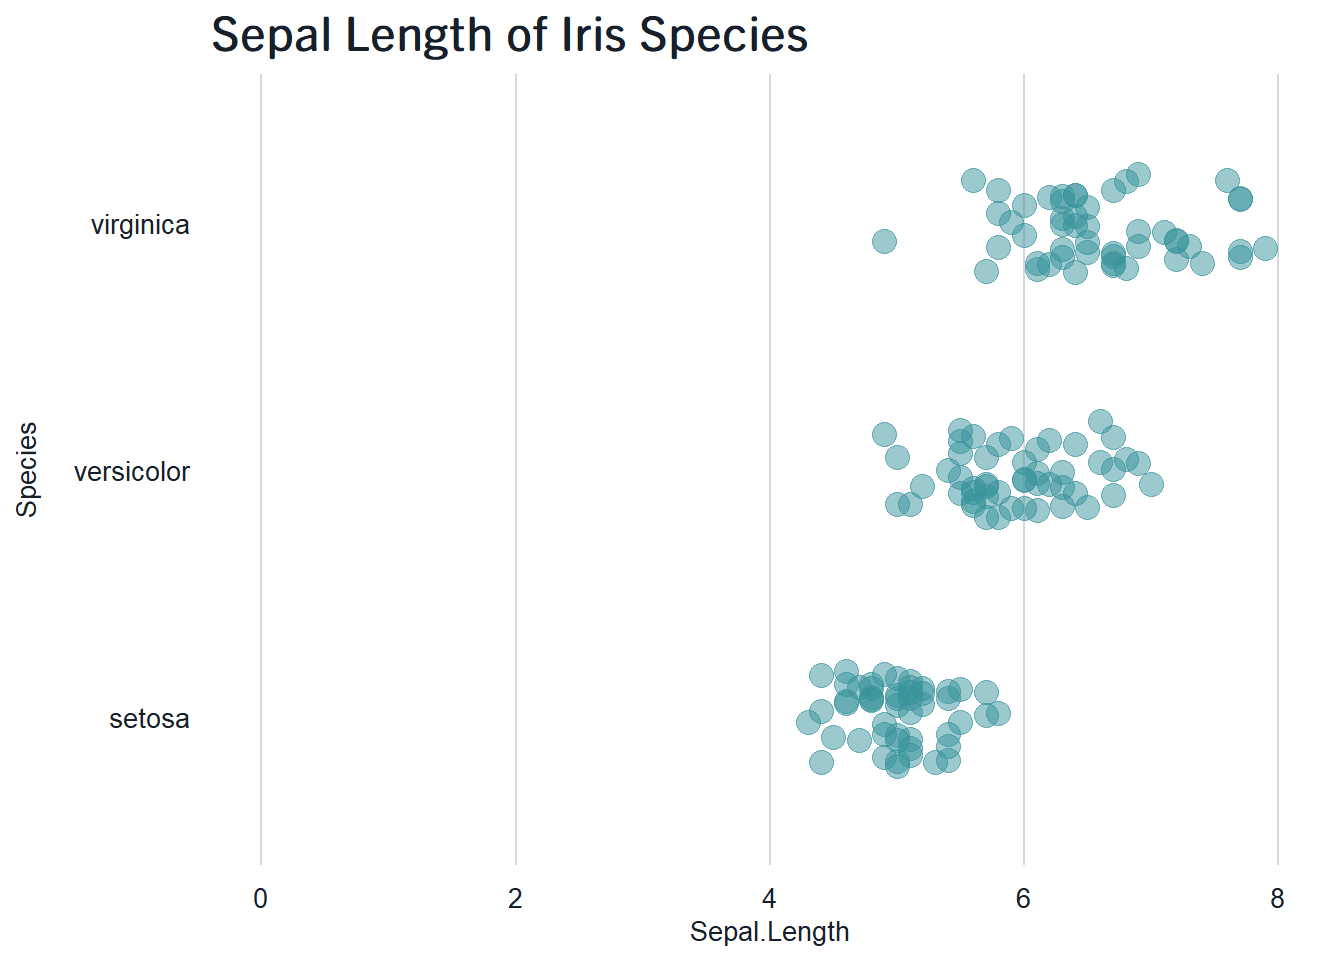 Sepal Length of Iris Species
virginica
versicolor
setosa
Species
0 2 4 6 8
Sepal.Length